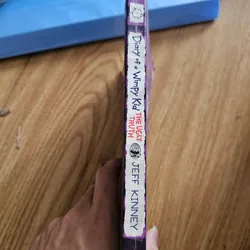 Diary of a Wimpy Kid
THE UGLY
TRUTH
JEFF KINNEY